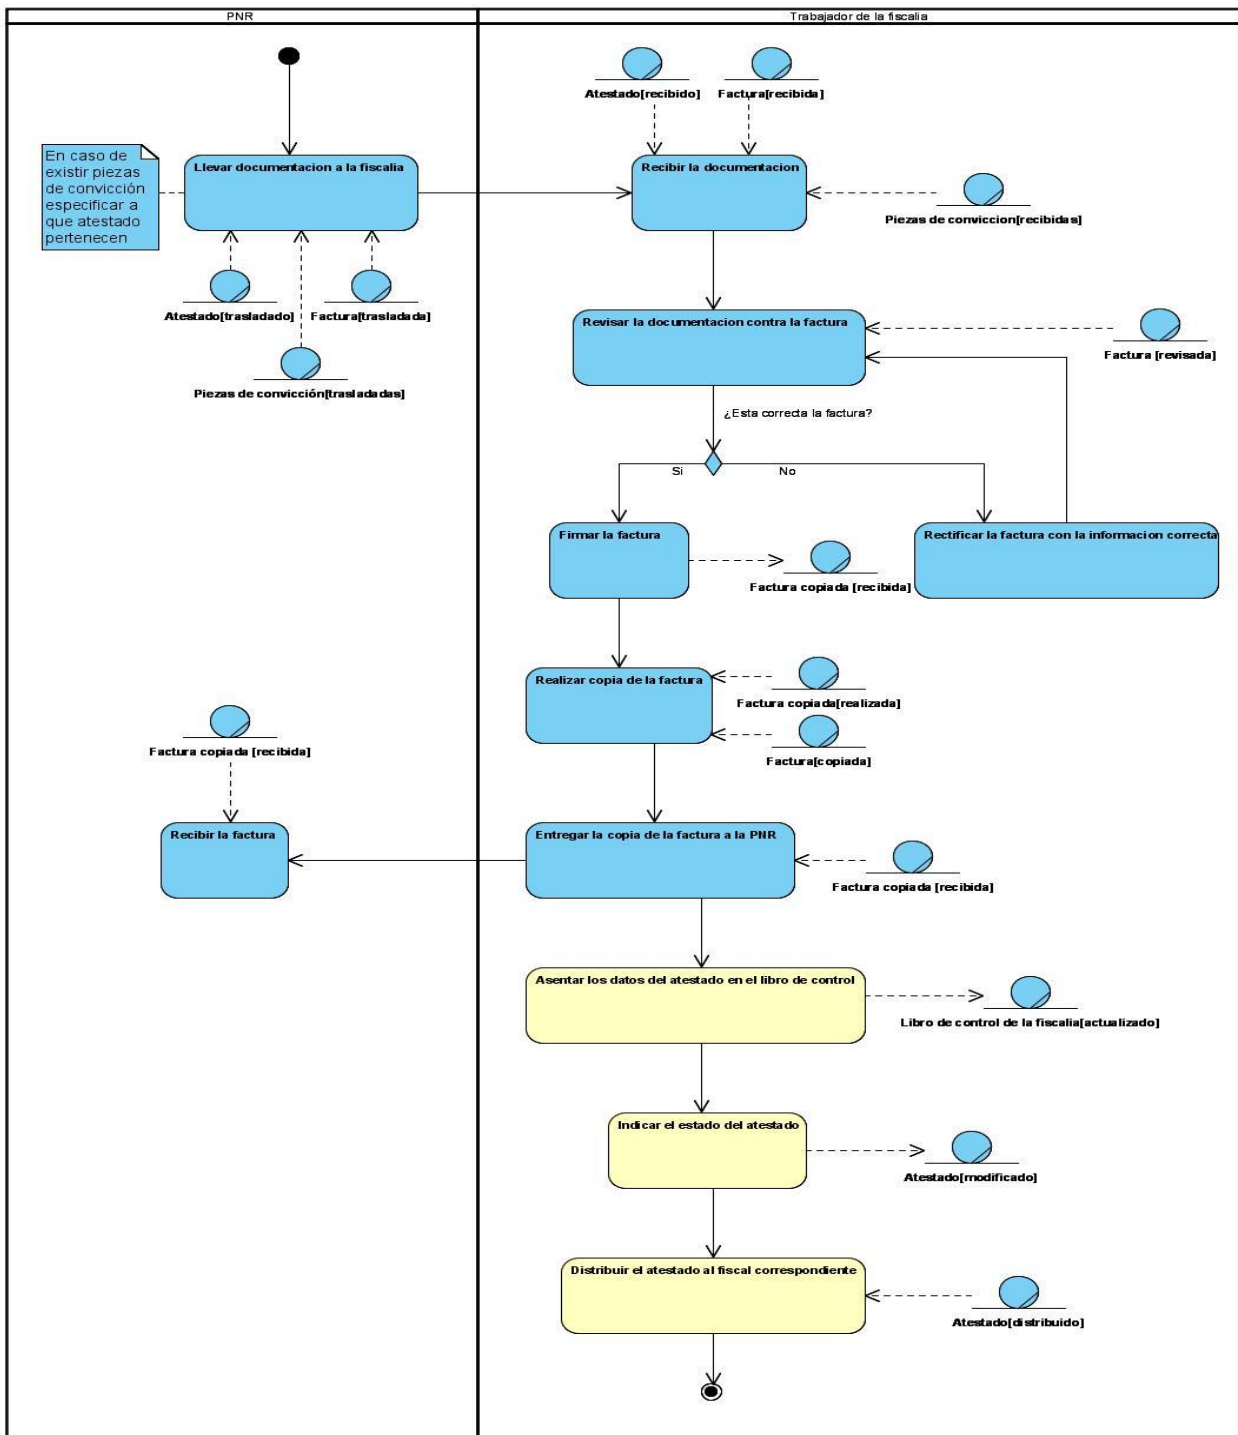 PNR
Trabajador de la fiscalia
Atestado[recibido]
Factura[recibida]
En caso de
existir piezas
de convicción
especificar a
que atestado
pertenecen
Llevar documentacion a la fiscalia
Recibir la documentacion
Piezas de conviccion[recibidas]
Atestado[trasladado]
Factura[trasladada]
Piezas de convicción[trasladadas]
Revisar la documentacion contra la factura
Factura [revisada]
¿Esta correcta la factura?
Si
No
Firmar la factura
Factura copiada [recibida]
Rectificar la factura con la informacion correcta
Realizar copia de la factura
Factura copiada[realizada]
Factura[copiada]
Factura copiada [recibida]
Recibir la factura
Entregar la copia de la factura a la PNR
Factura copiada [recibida]
Asentar los datos del atestado en el libro de control
Libro de control de la fiscalia[actualizado]
Indicar el estado del atestado
Atestado[modificado]
Distribuir el atestado al fiscal correspondiente
Atestado[distribuido]